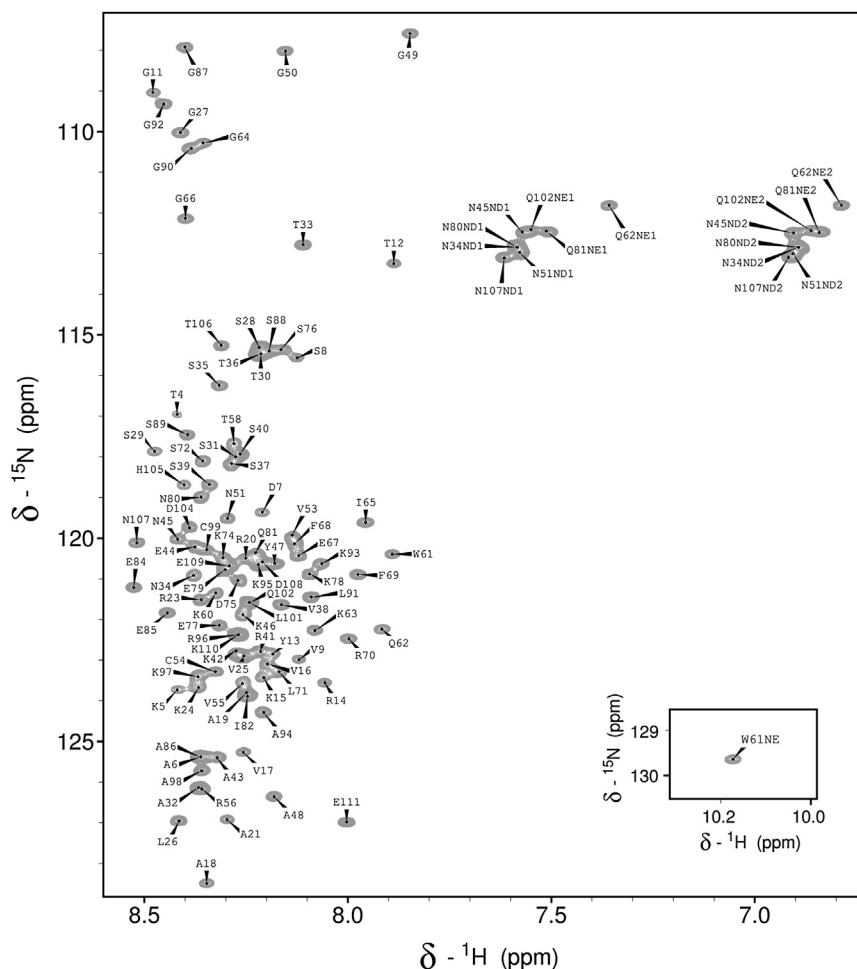 G11
G87
G50
G49
G92
G27
G64
110
G90
G66
T33
T12
N45ND1
Q102NE1
N80ND1
N34ND1
Q62NE1
Q81NE1
N51ND1
N107ND1
Q62NE2
Q81NE2
Q102NE2
N45ND2
N80ND2
N34ND2
N51ND2
N107ND2
115
T106
S28
S88
S76
T36
S8
T30
S35
T4
S89
T58
S40
S29
S72
S31
S37
H105
S39
N80
N51
D7
V53
I65
D104
N107
N45
C99
K74
R20
Q81
Y47
F68
E67
K93
W61
120
E44
E109
E84
N34
E79
K95
D108
K78
F69
D75
Q102
R23
K60
L91
L101
V38
E85
E77
K46
K63
R96
R41
Q62
K110
Y13
R70
C54
K42
V25
V9
V16
K97
L71
K5
K24
V55
K15
R14
A19
I82
A94
125
A86
A6
A43
V17
A98
A32
R56
A48
E111
L26
A21
A18
δ - ¹⁵N (ppm)
8.5
8.0
7.5
7.0
δ - ¹H (ppm)
129
W61NE
130
δ - ¹⁵N (ppm)
10.2
10.0
δ - ¹H (ppm)